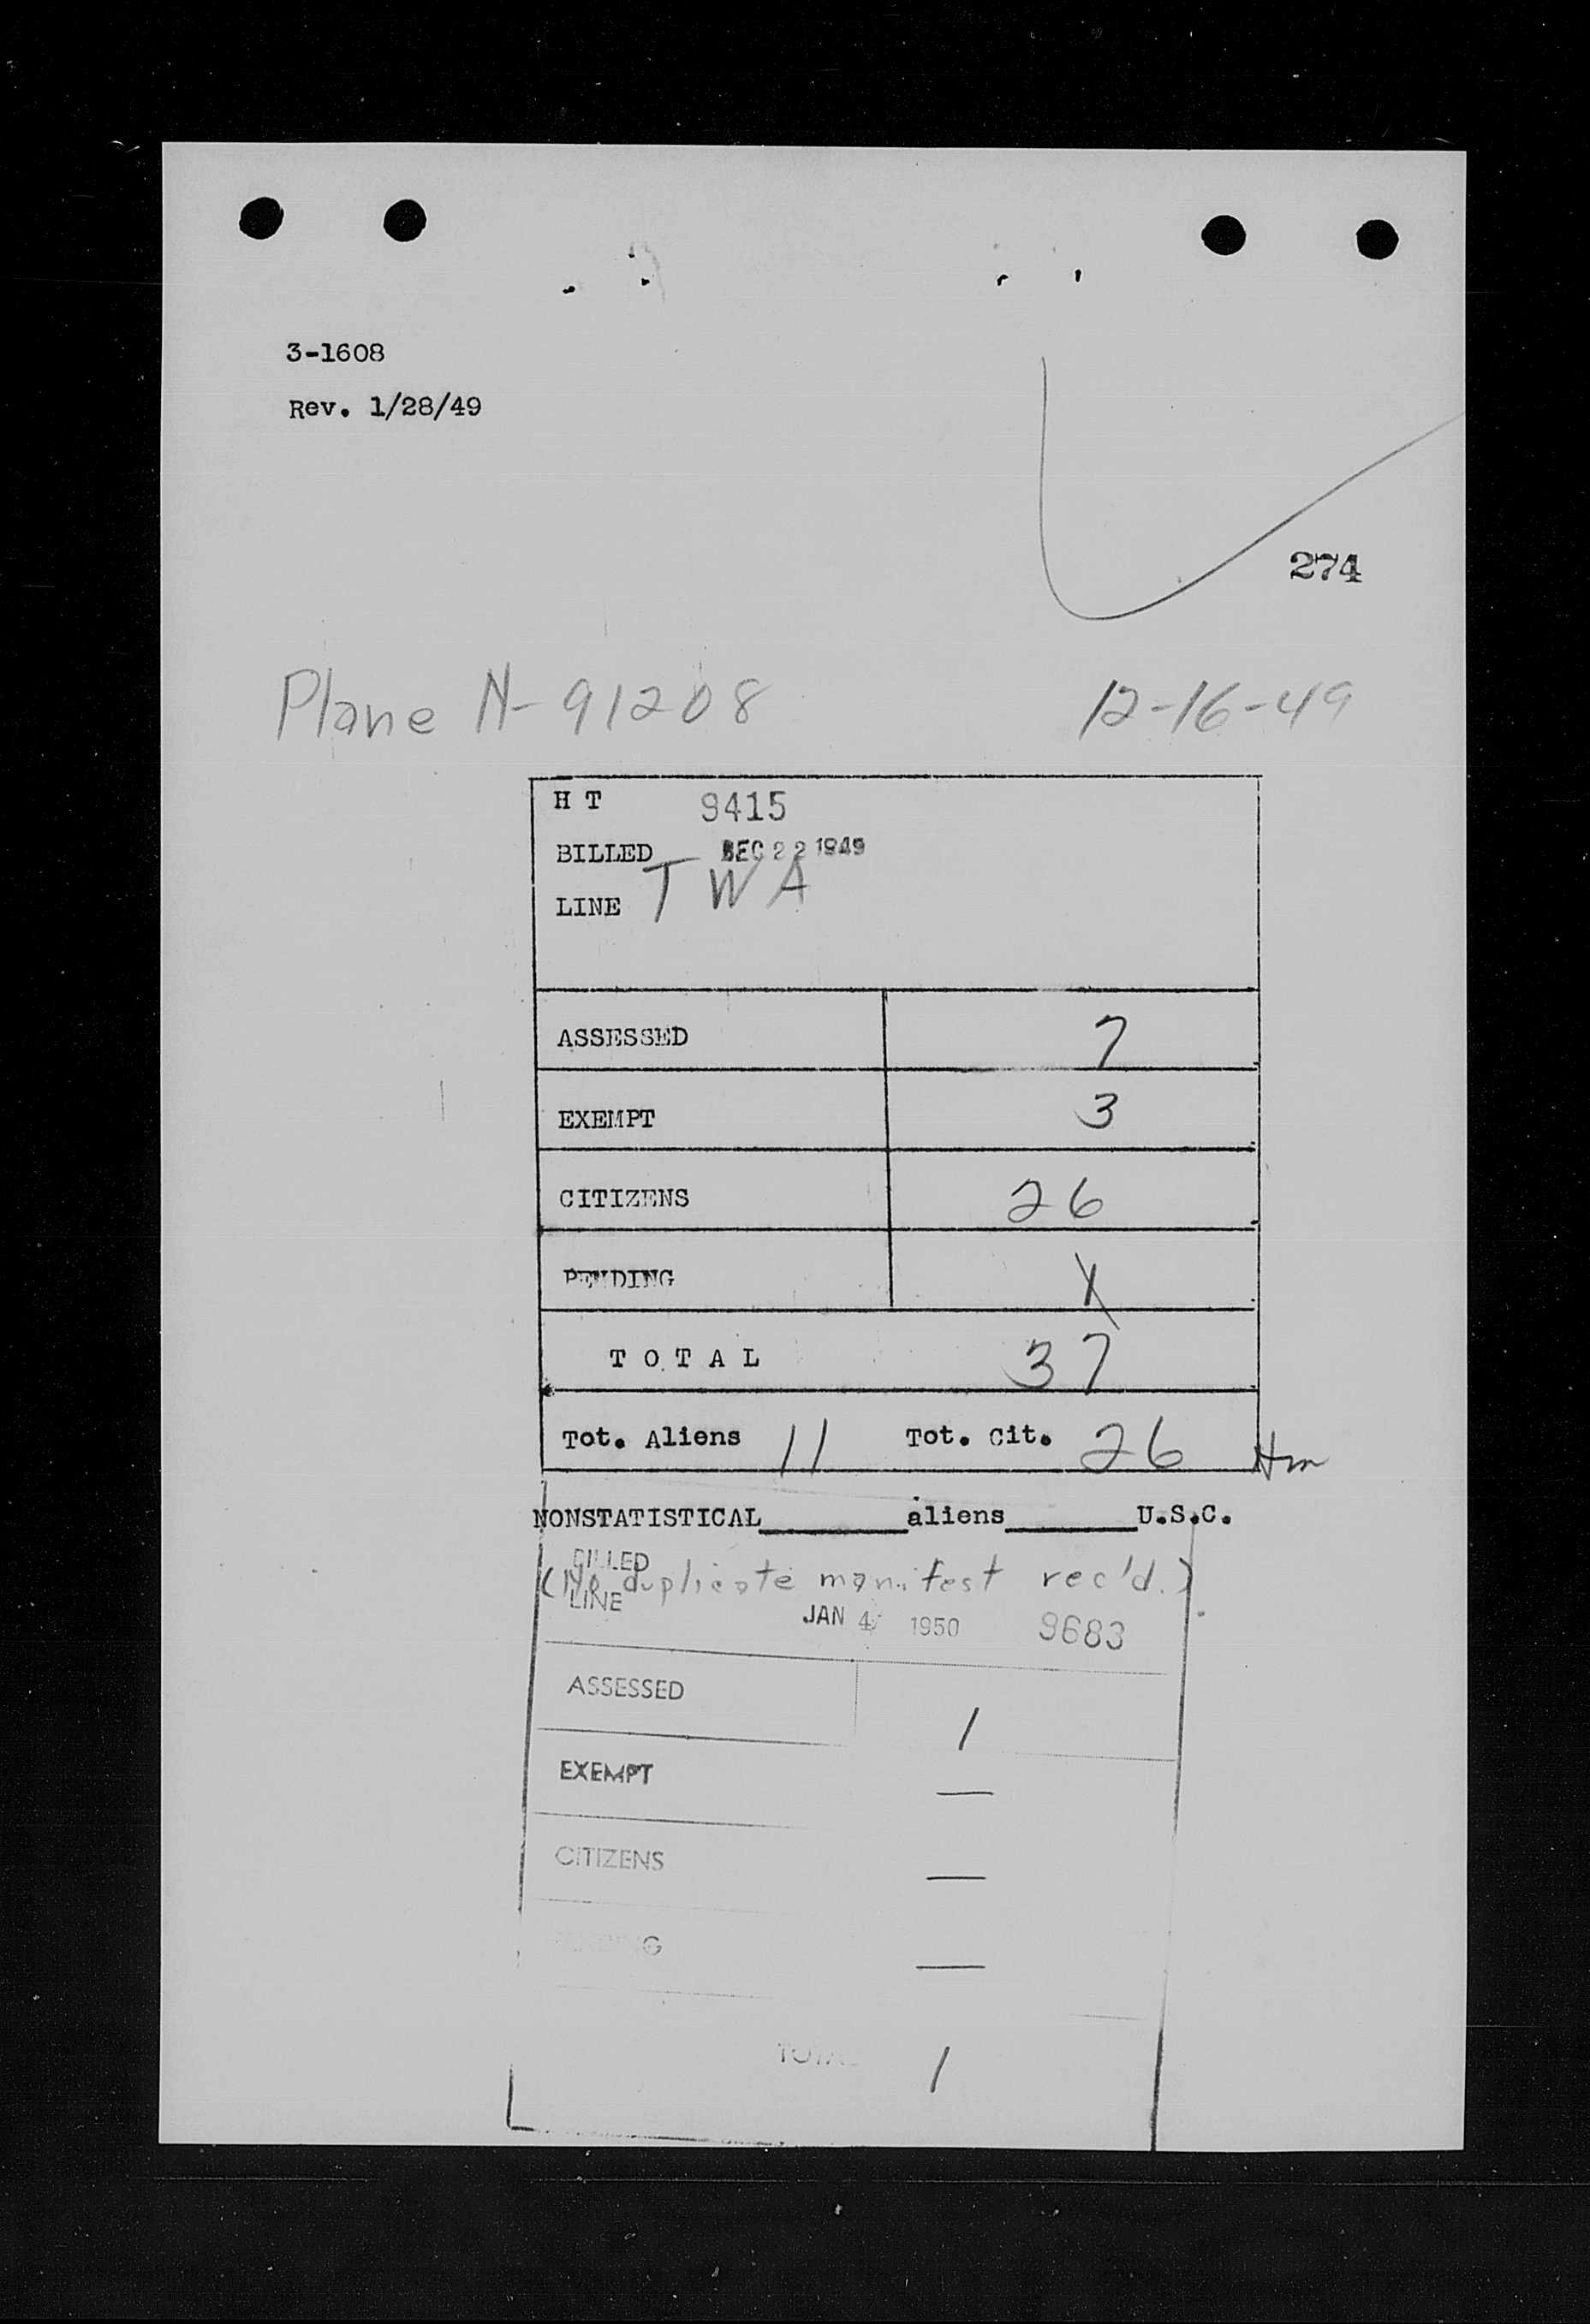 3-1608
Rev. 1/28/49
274
Plane N-91208 12-16-49
H T 9415
BILLED DEC 22 1949
LINE TWA
ASSESSED 7
EXEMPT 3
CITIZENS 26
PENDING
TOTAL 37
Tot. Aliens 11 Tot. Cit. 26
NONSTATISTICAL________aliens_______U.S.C.
BILLED
(No duplicate manifest rec'd.)
LINE
JAN 4 1950 9683
ASSESSED 1
EXEMPT —
CITIZENS —
—
TOTAL 1